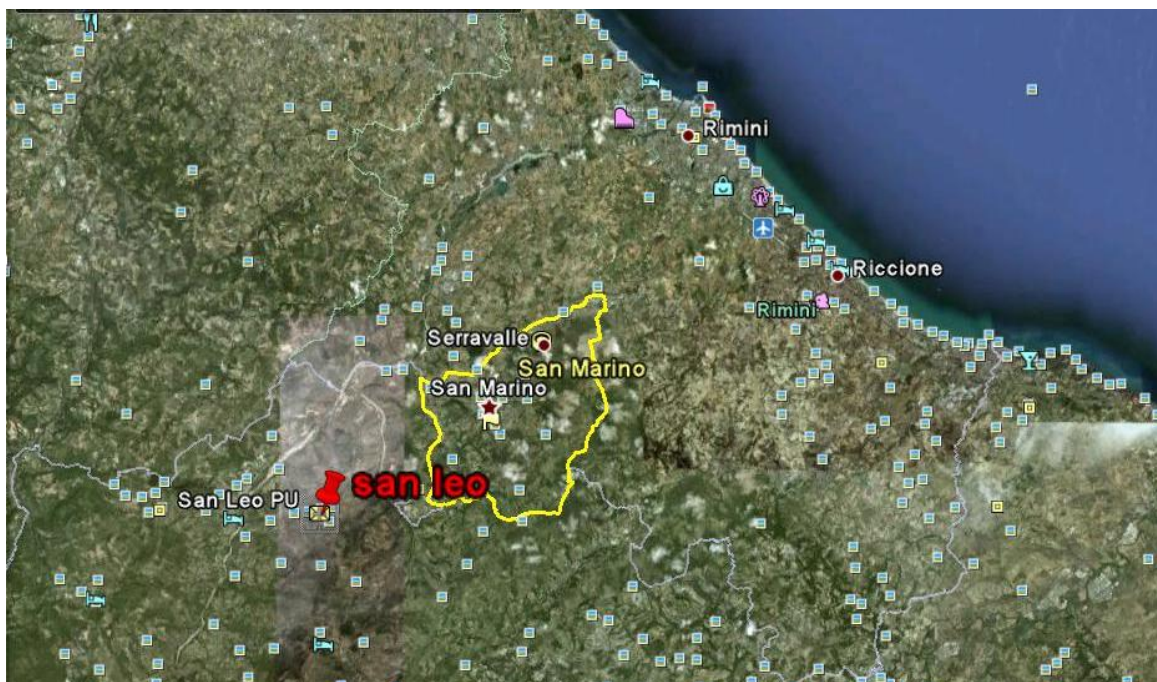 Rimini
Riccione
Rimini
Serravalle
San Marino
San Marino
san leo
San Leo PU